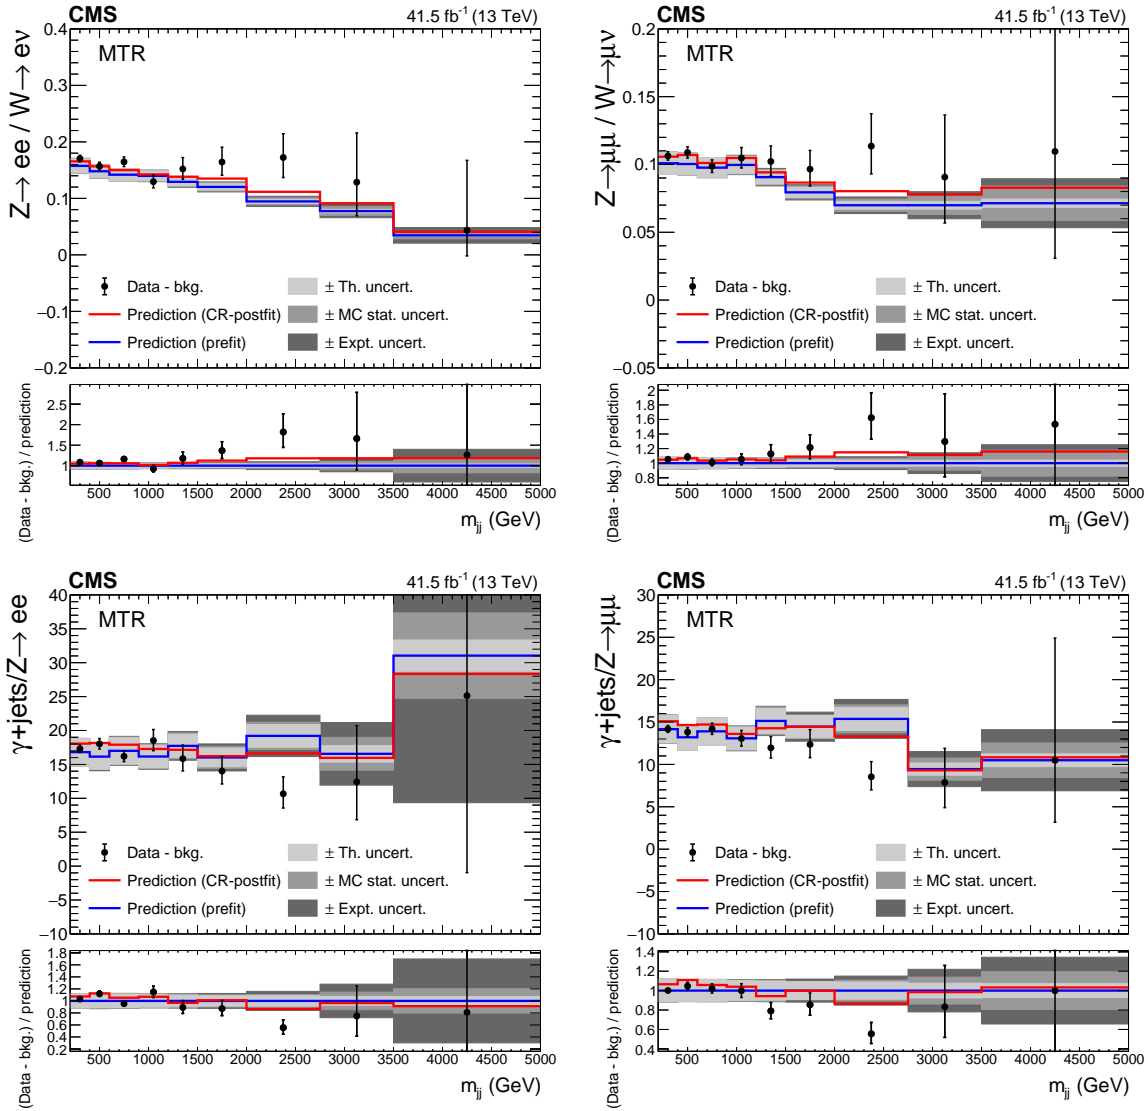 CMS 41.5 fb⁻¹ (13 TeV)
MTR
Z→ ee / W→ eν
0.4
0.3
0.2
0.1
0
−0.1
−0.2
Data - bkg.
Prediction (CR-postfit)
Prediction (prefit)
± Th. uncert.
± MC stat. uncert.
± Expt. uncert.
(Data - bkg.) / prediction
2.5
2
1.5
1
500 1000 1500 2000 2500 3000 3500 4000 4500 5000
m_jj (GeV)
CMS 41.5 fb⁻¹ (13 TeV)
MTR
Z→μμ / W→μν
0.2
0.15
0.1
0.05
0
−0.05
Data - bkg.
Prediction (CR-postfit)
Prediction (prefit)
± Th. uncert.
± MC stat. uncert.
± Expt. uncert.
(Data - bkg.) / prediction
2
1.8
1.6
1.4
1.2
1
0.8
500 1000 1500 2000 2500 3000 3500 4000 4500 5000
m_jj (GeV)
CMS 41.5 fb⁻¹ (13 TeV)
MTR
γ+jets/Z→ ee
40
35
30
25
20
15
10
5
0
−5
−10
Data - bkg.
Prediction (CR-postfit)
Prediction (prefit)
± Th. uncert.
± MC stat. uncert.
± Expt. uncert.
(Data - bkg.) / prediction
1.8
1.6
1.4
1.2
1
0.8
0.6
0.4
0.2
500 1000 1500 2000 2500 3000 3500 4000 4500 5000
m_jj (GeV)
CMS 41.5 fb⁻¹ (13 TeV)
MTR
γ+jets/Z→μμ
30
25
20
15
10
5
0
−5
−10
Data - bkg.
Prediction (CR-postfit)
Prediction (prefit)
± Th. uncert.
± MC stat. uncert.
± Expt. uncert.
(Data - bkg.) / prediction
1.4
1.2
1
0.8
0.6
0.4
500 1000 1500 2000 2500 3000 3500 4000 4500 5000
m_jj (GeV)